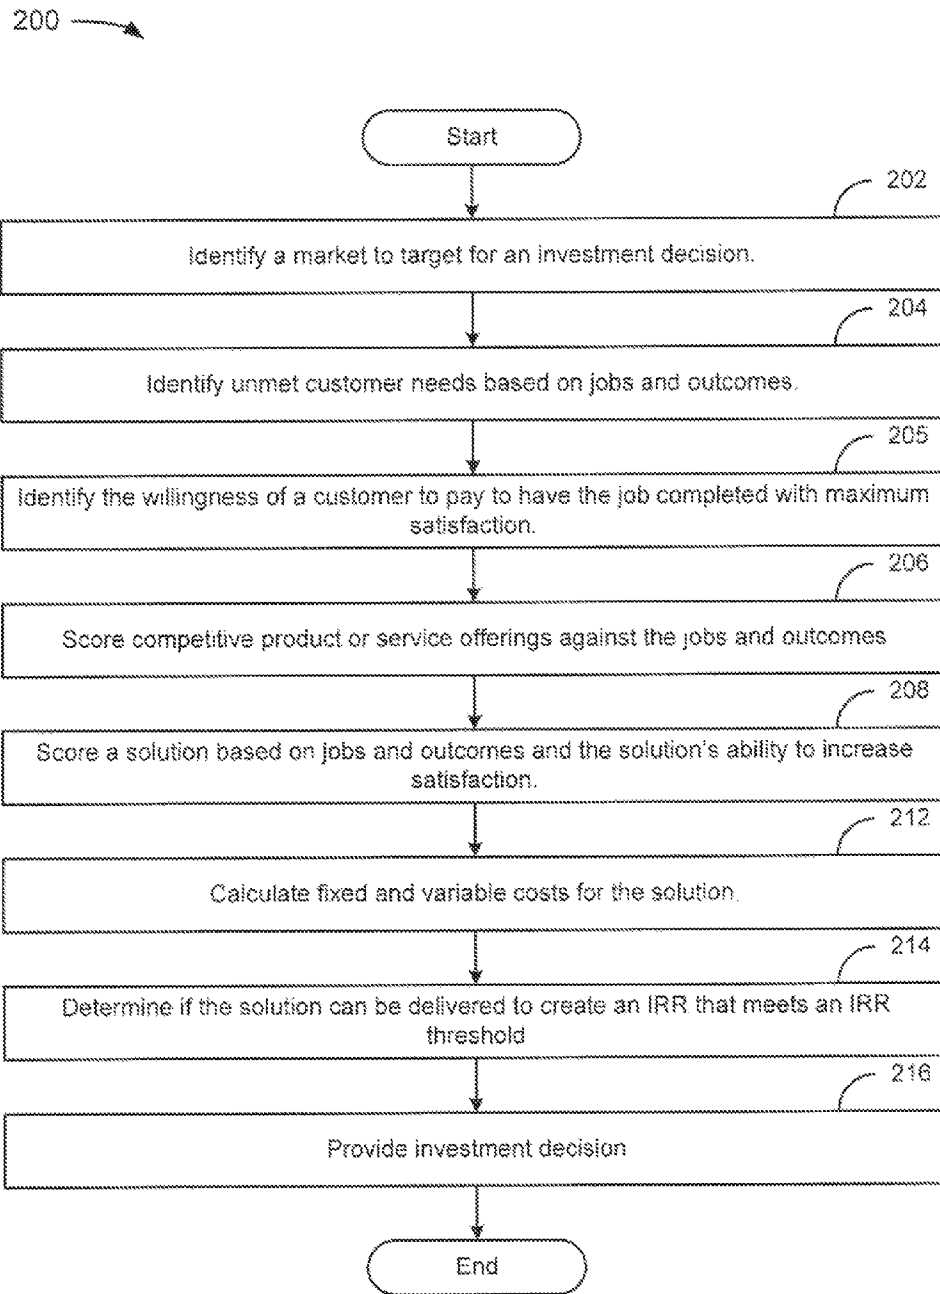 200
Start
202
Identify a market to target for an investment decision.
204
Identify unmet customer needs based on jobs and outcomes.
205
Identify the willingness of a customer to pay to have the job completed with maximum
satisfaction.
206
Score competitive product or service offerings against the jobs and outcomes
208
Score a solution based on jobs and outcomes and the solution's ability to increase
satisfaction.
212
Calculate fixed and variable costs for the solution.
214
Determine if the solution can be delivered to create an IRR that meets an IRR
threshold
216
Provide investment decision
End